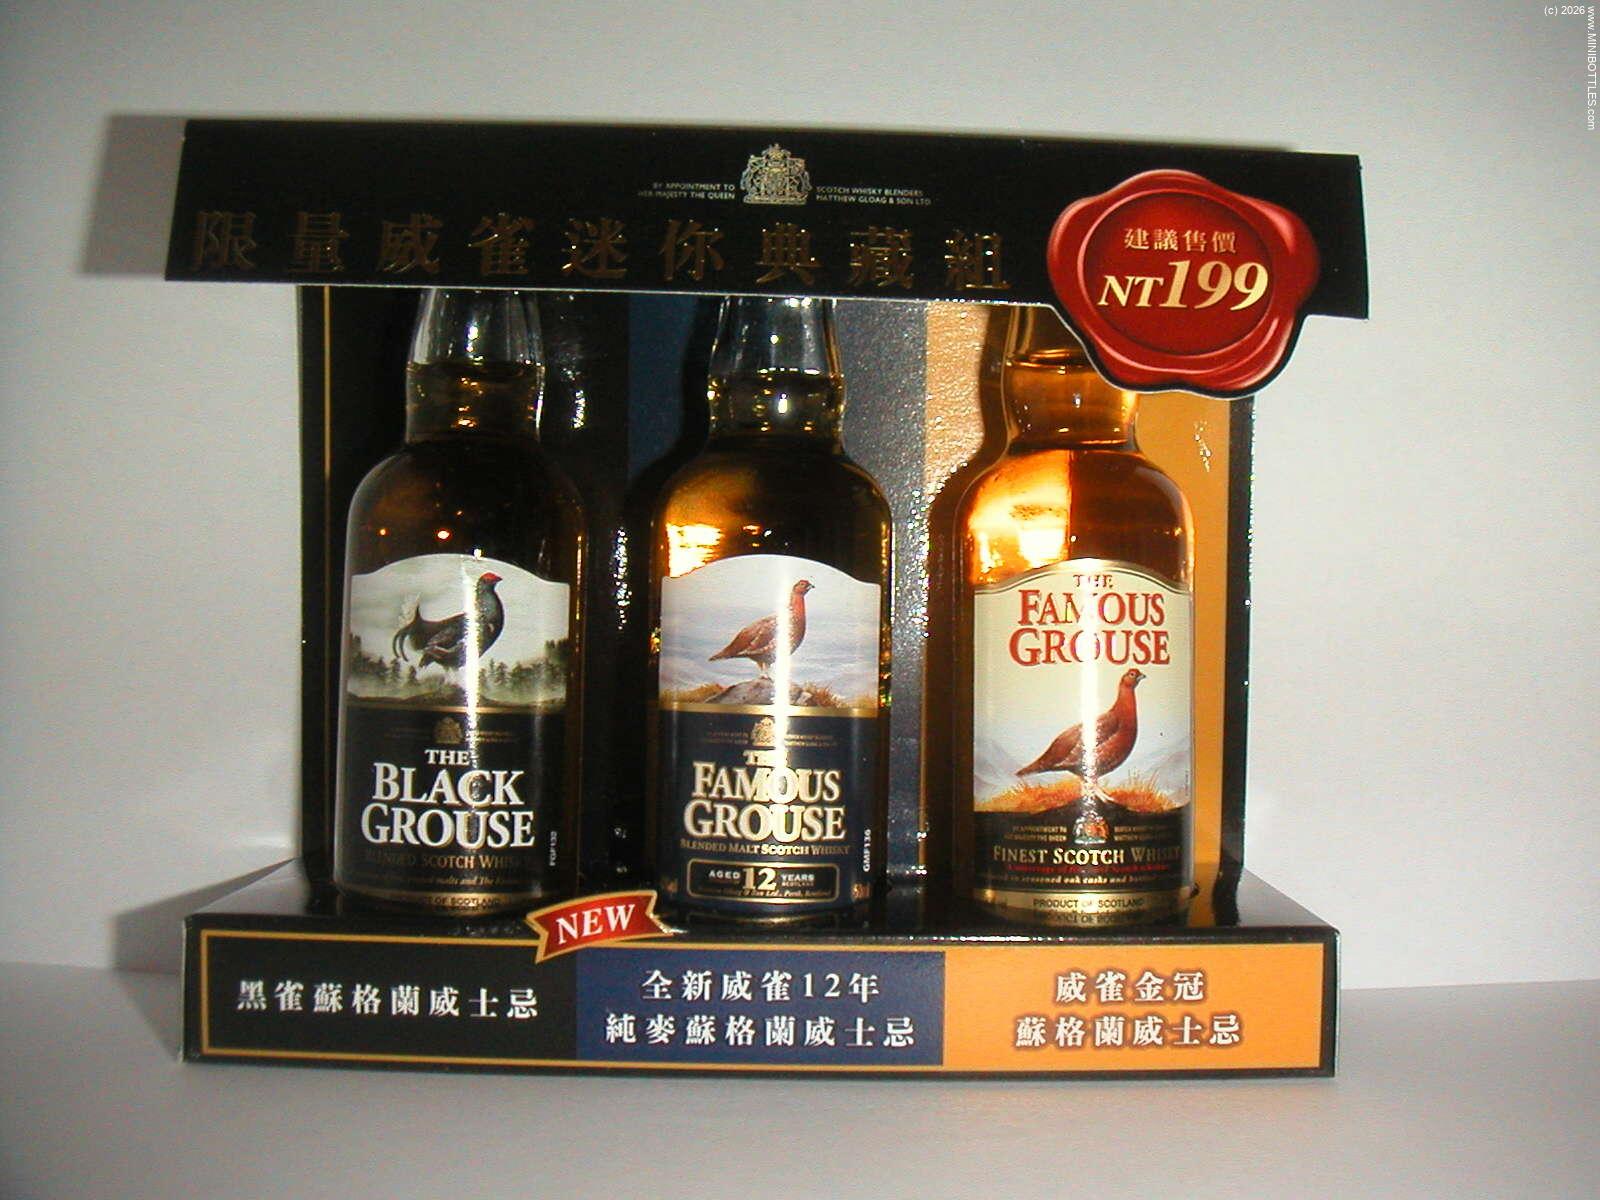 (c) 2026 www.MINIBOTTLES.com
BY APPOINTMENT TO
HER MAJESTY THE QUEEN
SCOTCH WHISKY BLENDERS
MATTHEW GLOAG & SON LTD
限量威雀迷你典藏組
建議售價
NT199
THE
BLACK
GROUSE
BLENDED SCOTCH WHISKY
FGF132
THE
FAMOUS
GROUSE
BLENDED MALT SCOTCH WHISKY
AGED 12 YEARS
GMF136
THE
FAMOUS
GROUSE
FINEST SCOTCH WHISKY
PRODUCT OF SCOTLAND
NEW
黑雀蘇格蘭威士忌
全新威雀12年
純麥蘇格蘭威士忌
威雀金冠
蘇格蘭威士忌